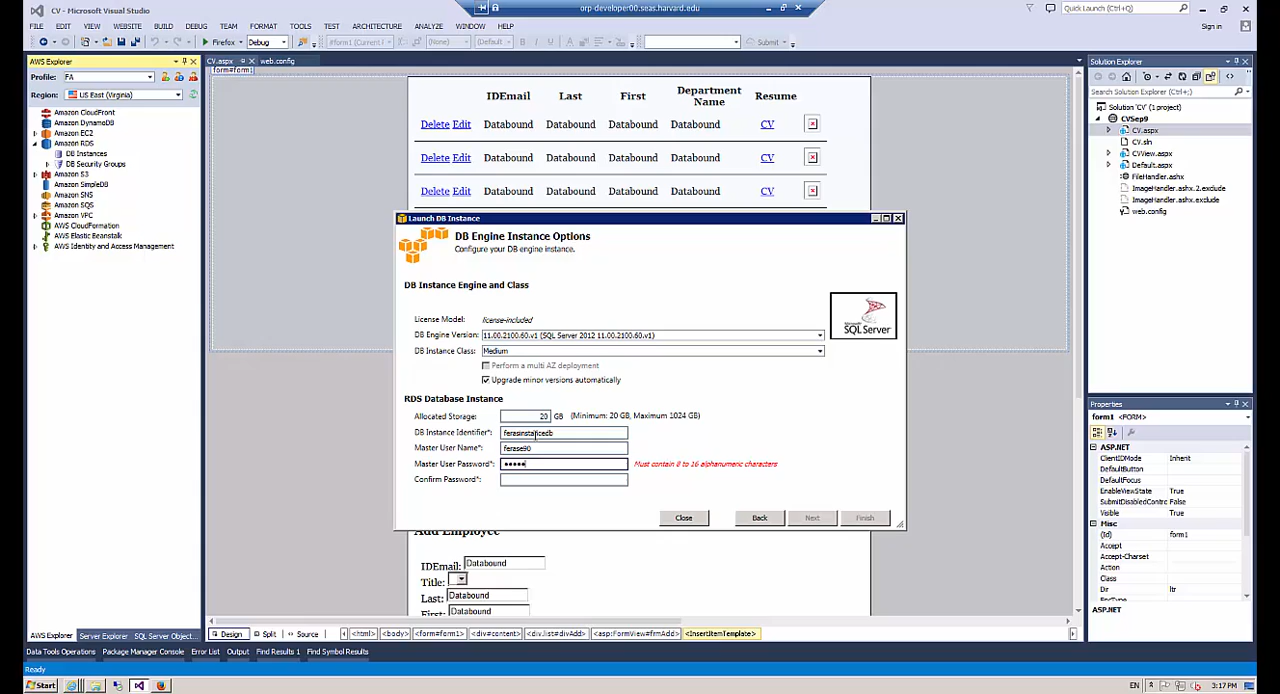 CV - Microsoft Visual Studio
orp-developer00.seas.harvard.edu
Quick Launch (Ctrl+Q)
FILE EDIT VIEW WEBSITE BUILD DEBUG TEAM FORMAT TOOLS TEST ARCHITECTURE ANALYZE WINDOW HELP
Sign in
Firefox Debug #form1 (Current (None) (Default Submit
AWS Explorer
Profile: FA
Region: US East (Virginia)
Amazon CloudFront
Amazon DynamoDB
Amazon EC2
Amazon RDS
DB Instances
DB Security Groups
Amazon S3
Amazon SimpleDB
Amazon SNS
Amazon SQS
Amazon VPC
AWS CloudFormation
AWS Elastic Beanstalk
AWS Identity and Access Management
CV.aspx web.config
form#form1
IDEmail Last First Department Name Resume
Delete Edit Databound Databound Databound Databound CV
Delete Edit Databound Databound Databound Databound CV
Delete Edit Databound Databound Databound Databound CV
Launch DB Instance
DB Engine Instance Options
Configure your DB engine instance.
DB Instance Engine and Class
License Model: license-included
DB Engine Version: 11.00.2100.60.v1 (SQL Server 2012 11.00.2100.60.v1)
DB Instance Class: Medium
Perform a multi AZ deployment
Upgrade minor versions automatically
Microsoft
SQL Server
RDS Database Instance
Allocated Storage: 20 GB (Minimum: 20 GB, Maximum 1024 GB)
DB Instance Identifier*: ferasinstancedb
Master User Name*: ferase90
Master User Password*: ••••• Must contain 8 to 16 alphanumeric characters
Confirm Password*:
Close Back Next Finish
Add Employee
IDEmail: Databound
Title:
Last: Databound
First: Databound
Solution Explorer
Search Solution Explorer (Ctrl+;)
Solution 'CV' (1 project)
CVSep9
CV.aspx
CV.sln
CVView.aspx
Default.aspx
FileHandler.ashx
ImageHandler.ashx.2.exclude
ImageHandler.ashx.exclude
web.config
Properties
form1 <FORM>
ASP.NET
ClientIDMode Inherit
DefaultButton
DefaultFocus
EnableViewState True
SubmitDisabledContrc False
Visible True
Misc
(Id) form1
Accept
Accept-Charset
Action
Class
Dir ltr
ASP.NET
AWS Explorer Server Explorer SQL Server Object...
Design Split Source <html> <body> <form#form1> <div#content> <div.list#divAdd> <asp:FormView#frmAdd> <InsertItemTemplate>
Data Tools Operations Package Manager Console Error List Output Find Results 1 Find Symbol Results
Ready
Start EN 3:17 PM